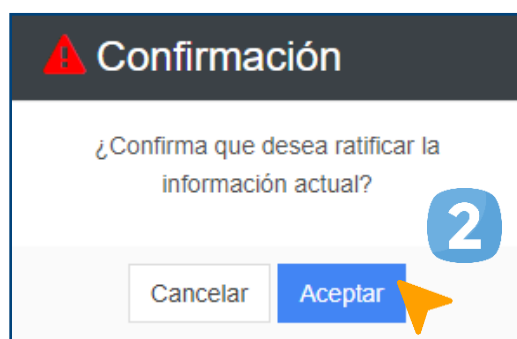 Confirmación
¿Confirma que desea ratificar la
información actual?
2
Cancelar Aceptar